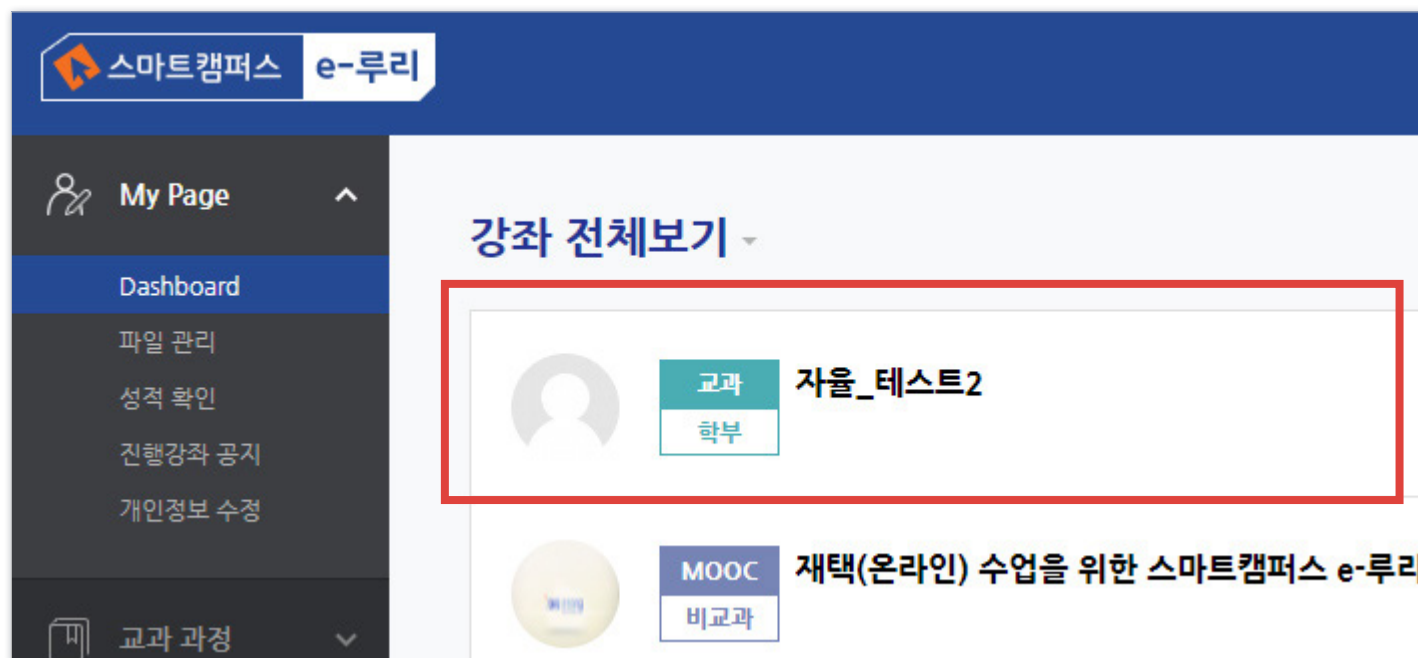 스마트캠퍼스 e-루리
My Page
Dashboard
파일 관리
성적 확인
진행강좌 공지
개인정보 수정
교과 과정
강좌 전체보기
교과
학부
자율_테스트2
MOOC
비교과
재택(온라인) 수업을 위한 스마트캠퍼스 e-루리